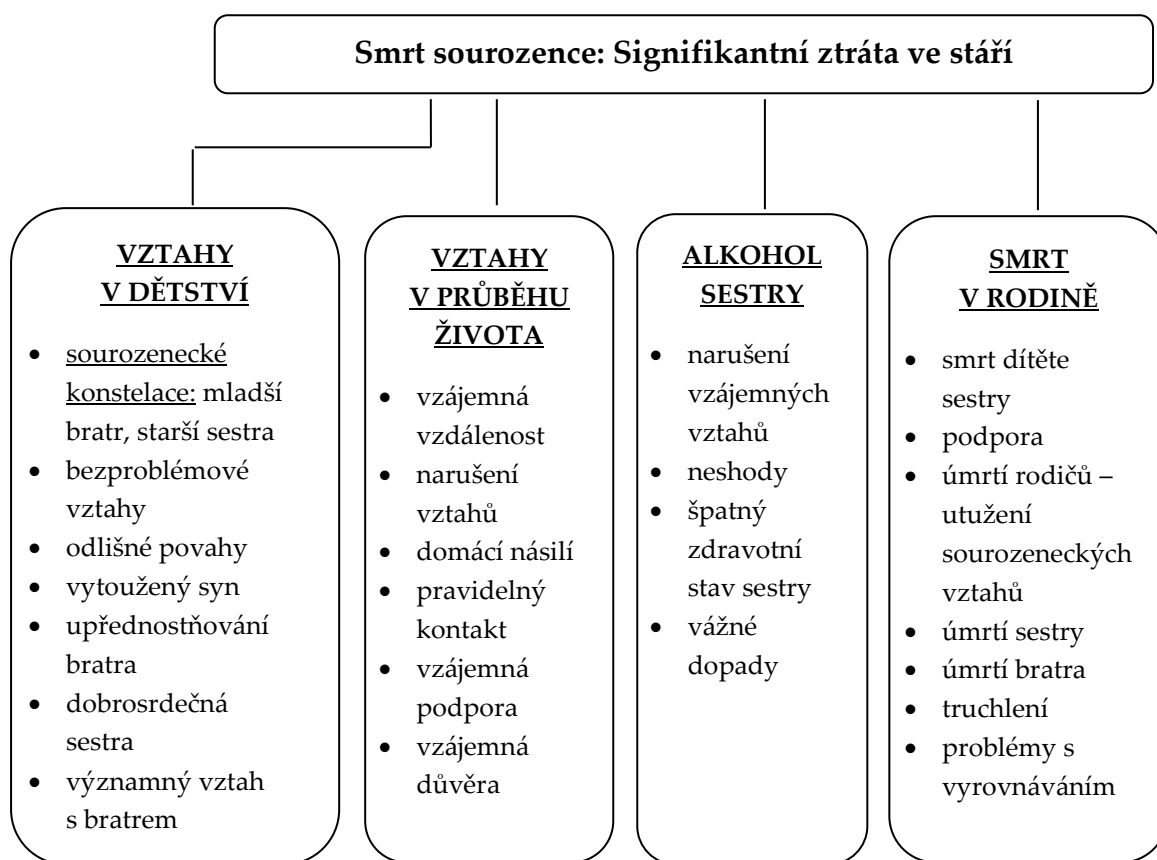 Smrt sourozence: Signifikantní ztráta ve stáří
VZTAHY
V DĚTSTVÍ
• sourozenecké
konstelace: mladší
bratr, starší sestra
• bezproblémové
vztahy
• odlišné povahy
• vytoužený syn
• upřednostňování
bratra
• dobrosrdečná
sestra
• významný vztah
s bratrem
VZTAHY
V PRŮBĚHU
ŽIVOTA
• vzájemná
vzdálenost
• narušení
vztahů
• domácí násilí
• pravidelný
kontakt
• vzájemná
podpora
• vzájemná
důvěra
ALKOHOL
SESTRY
• narušení
vzájemných
vztahů
• neshody
• špatný
zdravotní
stav sestry
• vážné
dopady
SMRT
V RODINĚ
• smrt dítěte
sestry
• podpora
• úmrtí rodičů –
utužení
sourozeneckých
vztahů
• úmrtí sestry
• úmrtí bratra
• truchlení
• problémy s
vyrovnáváním